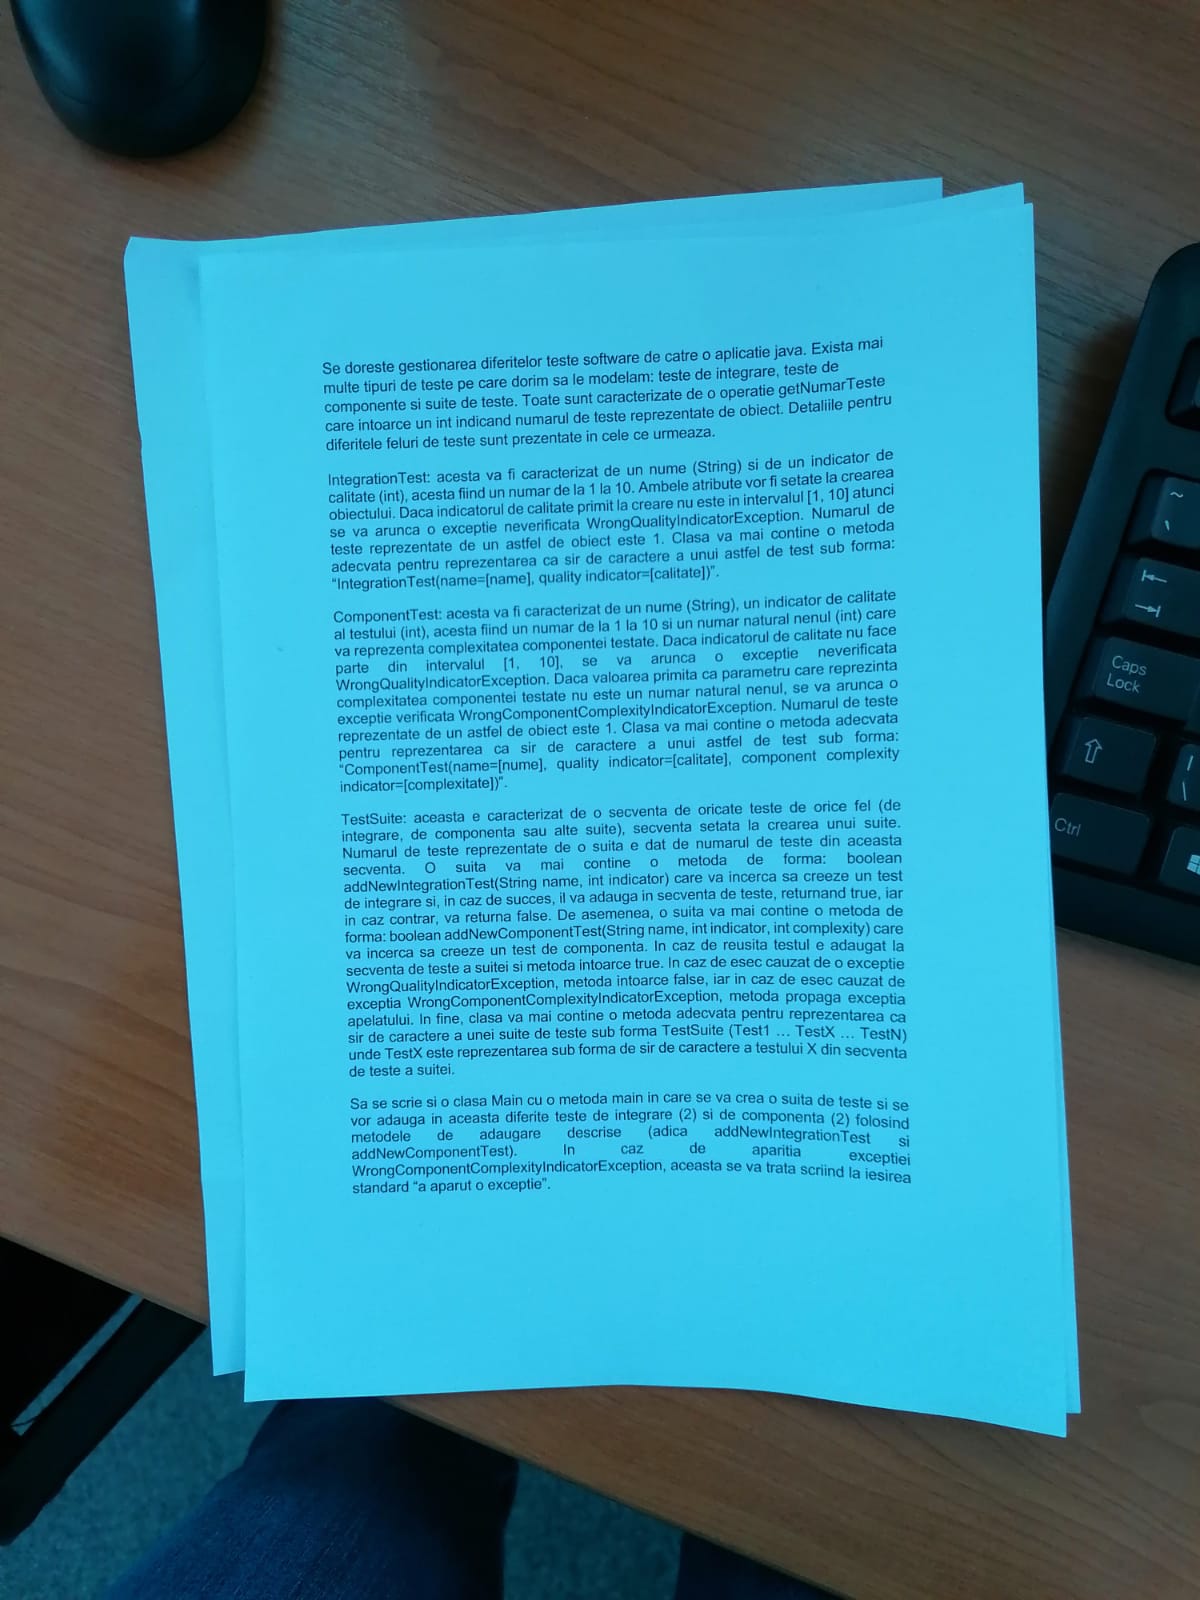 Se doreste gestionarea diferitelor teste software de catre o aplicatie java. Exista mai
multe tipuri de teste pe care dorim sa le modelam: teste de integrare, teste de
componente si suite de teste. Toate sunt caracterizate de o operatie getNumarTeste
care intoarce un int indicand numarul de teste reprezentate de obiect. Detaliile pentru
diferitele feluri de teste sunt prezentate in cele ce urmeaza.
IntegrationTest: acesta va fi caracterizat de un nume (String) si de un indicator de
calitate (int), acesta fiind un numar de la 1 la 10. Ambele atribute vor fi setate la crearea
obiectului. Daca indicatorul de calitate primit la creare nu este in intervalul [1, 10] atunci
se va arunca o exceptie neverificata WrongQualityIndicatorException. Numarul de
teste reprezentate de un astfel de obiect este 1. Clasa va mai contine o metoda
adecvata pentru reprezentarea ca sir de caractere a unui astfel de test sub forma:
“IntegrationTest(name=[name], quality indicator=[calitate])”.
ComponentTest: acesta va fi caracterizat de un nume (String), un indicator de calitate
al testului (int), acesta fiind un numar de la 1 la 10 si un numar natural nenul (int) care
va reprezenta complexitatea componentei testate. Daca indicatorul de calitate nu face
parte din intervalul [1, 10], se va arunca o exceptie neverificata
WrongQualityIndicatorException. Daca valoarea primita ca parametru care reprezinta
complexitatea componentei testate nu este un numar natural nenul, se va arunca o
exceptie verificata WrongComponentComplexityIndicatorException. Numarul de teste
reprezentate de un astfel de obiect este 1. Clasa va mai contine o metoda adecvata
pentru reprezentarea ca sir de caractere a unui astfel de test sub forma:
“ComponentTest(name=[nume], quality indicator=[calitate], component complexity
indicator=[complexitate])”.
TestSuite: aceasta e caracterizat de o secventa de oricate teste de orice fel (de
integrare, de componenta sau alte suite), secventa setata la crearea unui suite.
Numarul de teste reprezentate de o suita e dat de numarul de teste din aceasta
secventa. O suita va mai contine o metoda de forma: boolean
addNewIntegrationTest(String name, int indicator) care va incerca sa creeze un test
de integrare si, in caz de succes, il va adauga in secventa de teste, returnand true, iar
in caz contrar, va returna false. De asemenea, o suita va mai contine o metoda de
forma: boolean addNewComponentTest(String name, int indicator, int complexity) care
va incerca sa creeze un test de componenta. In caz de reusita testul e adaugat la
secventa de teste a suitei si metoda intoarce true. In caz de esec cauzat de o exceptie
WrongQualityIndicatorException, metoda intoarce false, iar in caz de esec cauzat de
exceptia WrongComponentComplexityIndicatorException, metoda propaga exceptia
apelatului. In fine, clasa va mai contine o metoda adecvata pentru reprezentarea ca
sir de caractere a unei suite de teste sub forma TestSuite (Test1 … TestX … TestN)
unde TestX este reprezentarea sub forma de sir de caractere a testului X din secventa
de teste a suitei.
Sa se scrie si o clasa Main cu o metoda main in care se va crea o suita de teste si se
vor adauga in aceasta diferite teste de integrare (2) si de componenta (2) folosind
metodele de adaugare descrise (adica addNewIntegrationTest si
addNewComponentTest). In caz de aparitia exceptiei
WrongComponentComplexityIndicatorException, aceasta se va trata scriind la iesirea
standard “a aparut o exceptie”.
~
\
Caps
Lock
|
\
Ctrl